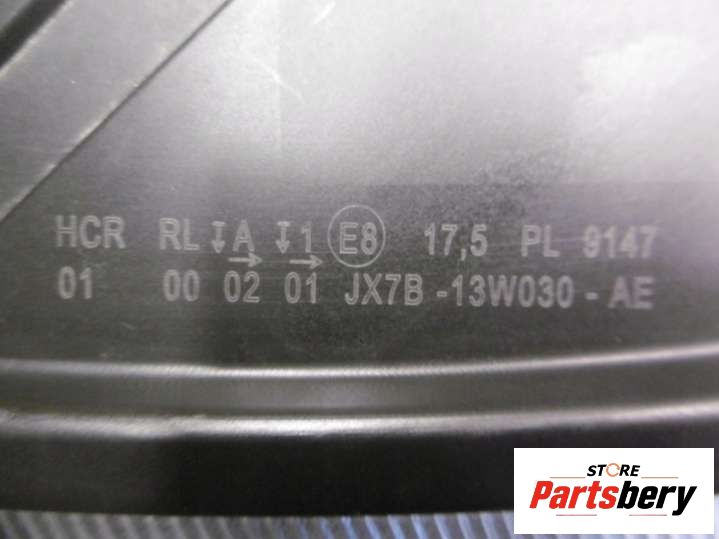 HCR RL A 1 E8 17,5 PL 9147
01 00 02 01 JX7B -13W030 - AE
STORE
Partsbery